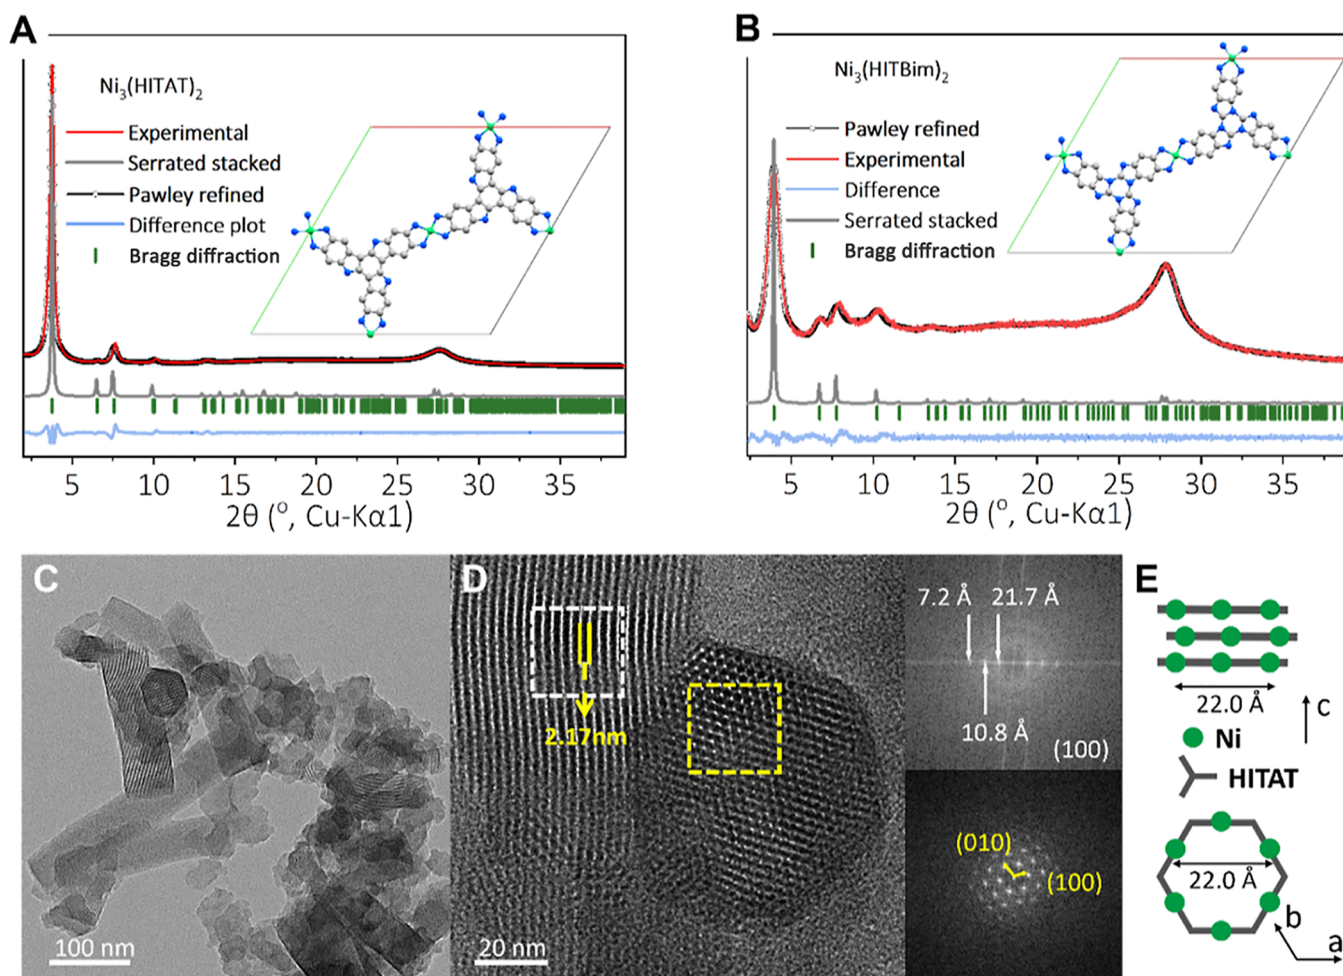 A
Ni3(HITAT)2
Experimental
Serrated stacked
Pawley refined
Difference plot
Bragg diffraction
5 10 15 20 25 30 35
2θ (°, Cu-Kα1)
B
Ni3(HITBim)2
Pawley refined
Experimental
Difference
Serrated stacked
Bragg diffraction
5 10 15 20 25 30 35
2θ (°, Cu-Kα1)
C
100 nm
D
2.17nm
20 nm
7.2 Å 21.7 Å
10.8 Å
(100)
(010)
(100)
E
22.0 Å
c
Ni
HITAT
22.0 Å
b
a